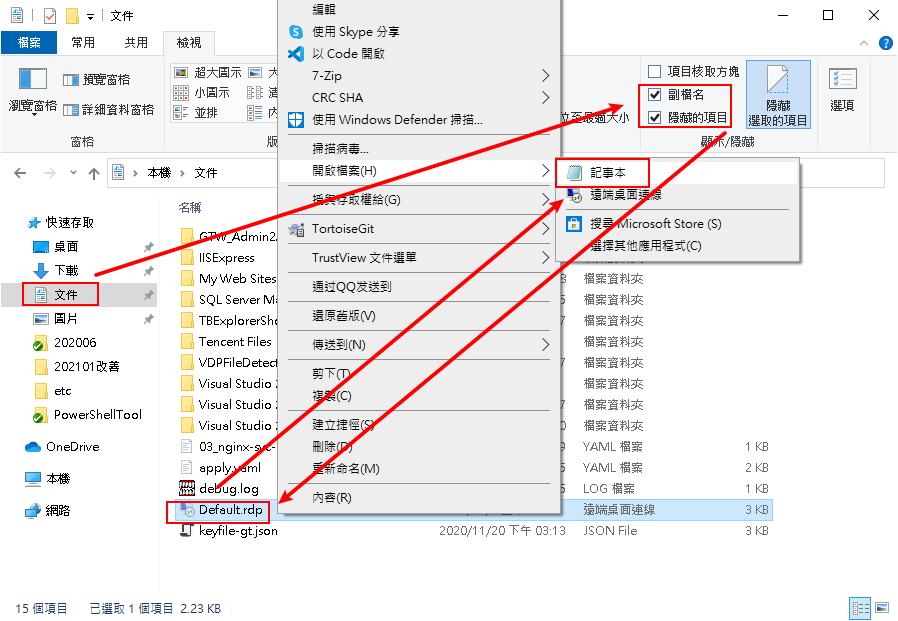 文件
檔案
常用
共用
檢視
瀏覽窗格
預覽窗格
詳細資料窗格
窗格
超大圖示
大
小圖示
並排
內
位至最適大小
項目核取方塊
副檔名
隱藏的項目
隱藏
選取的項目
顯示/隱藏
選項
本機
文件
快速存取
桌面
下載
文件
圖片
202006
202101改善
etc
PowerShellTool
OneDrive
本機
網路
名稱
GTW_Admin2
IISExpress
My Web Sites
SQL Server Ma
TBExplorerSho
Tencent Files
VDPFileDetect
Visual Studio 2
Visual Studio 2
Visual Studio 2
03_nginx-svc-
apply.yaml
debug.log
Default.rdp
keyfile-gt.json
編輯
使用 Skype 分享
以 Code 開啟
7-Zip
CRC SHA
使用 Windows Defender 掃描...
掃描病毒...
開啟檔案(H)
授與存取權給(G)
TortoiseGit
TrustView 文件選單
通过QQ发送到
還原舊版(V)
傳送到(N)
剪下(T)
複製(C)
建立捷徑(S)
刪除(D)
重新命名(M)
內容(R)
記事本
遠端桌面連線
搜尋 Microsoft Store (S)
選擇其他應用程式(C)
檔案資料夾
檔案資料夾
檔案資料夾
檔案資料夾
檔案資料夾
檔案資料夾
檔案資料夾
檔案資料夾
YAML 檔案 1 KB
YAML 檔案 2 KB
LOG 檔案 1 KB
遠端桌面連線 3 KB
2020/11/20 下午 03:13 JSON File 3 KB
15 個項目 已選取 1 個項目 2.23 KB